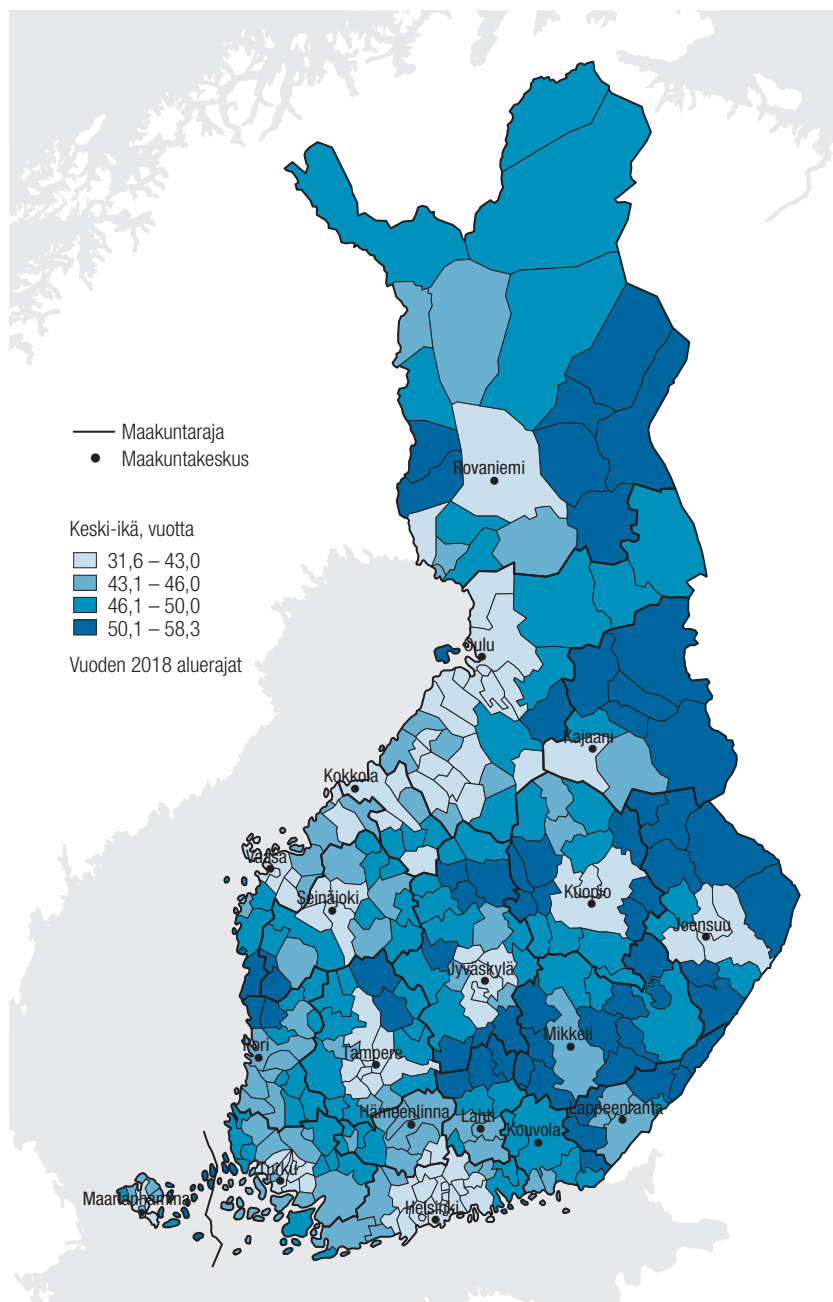 Maakuntaraja
Maakuntakeskus
Rovaniemi
Keski-ikä, vuotta
31,6 – 43,0
43,1 – 46,0
46,1 – 50,0
50,1 – 58,3
Vuoden 2018 aluerajat
Oulu
Kajaani
Kokkola
Vaasa
Seinäjoki
Kuopio
Joensuu
Jyväskylä
Mikkeli
Pori
Tampere
Hämeenlinna
Lahti
Lappeenranta
Kouvola
Turku
Maarianhamina
Helsinki